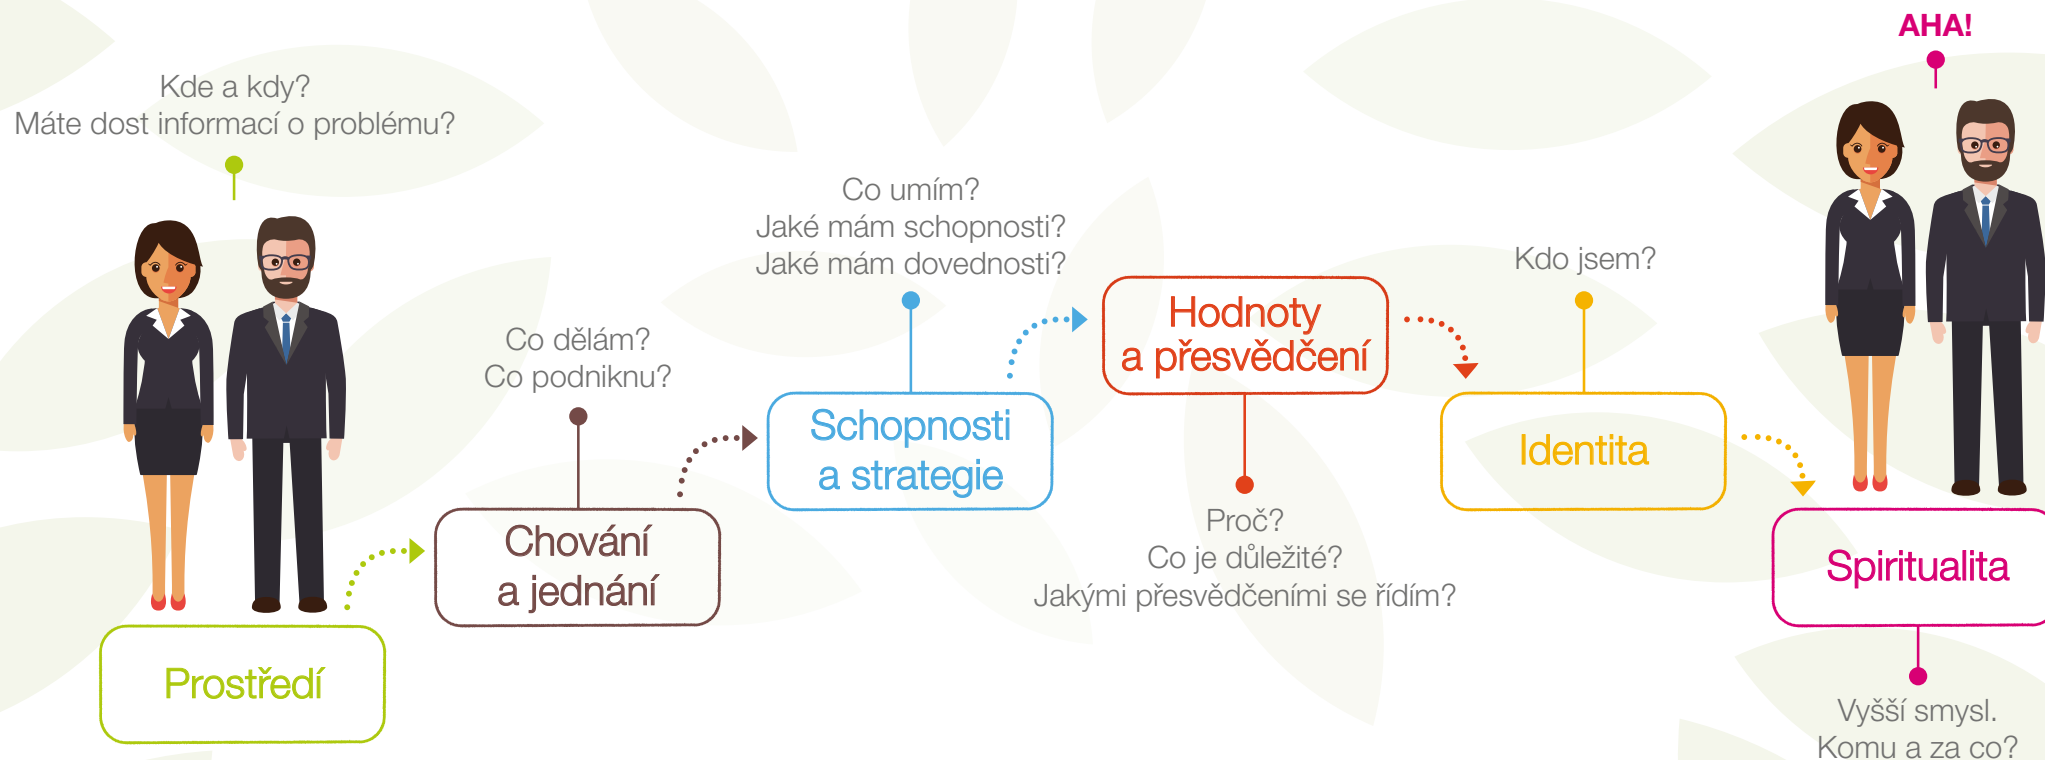 Kde a kdy?
Máte dost informací o problému?
Prostředí
Co dělám?
Co podniknu?
Chování
a jednání
Co umím?
Jaké mám schopnosti?
Jaké mám dovednosti?
Schopnosti
a strategie
Hodnoty
a přesvědčení
Proč?
Co je důležité?
Jakými přesvědčeními se řídím?
Kdo jsem?
Identita
AHA!
Spiritualita
Vyšší smysl.
Komu a za co?